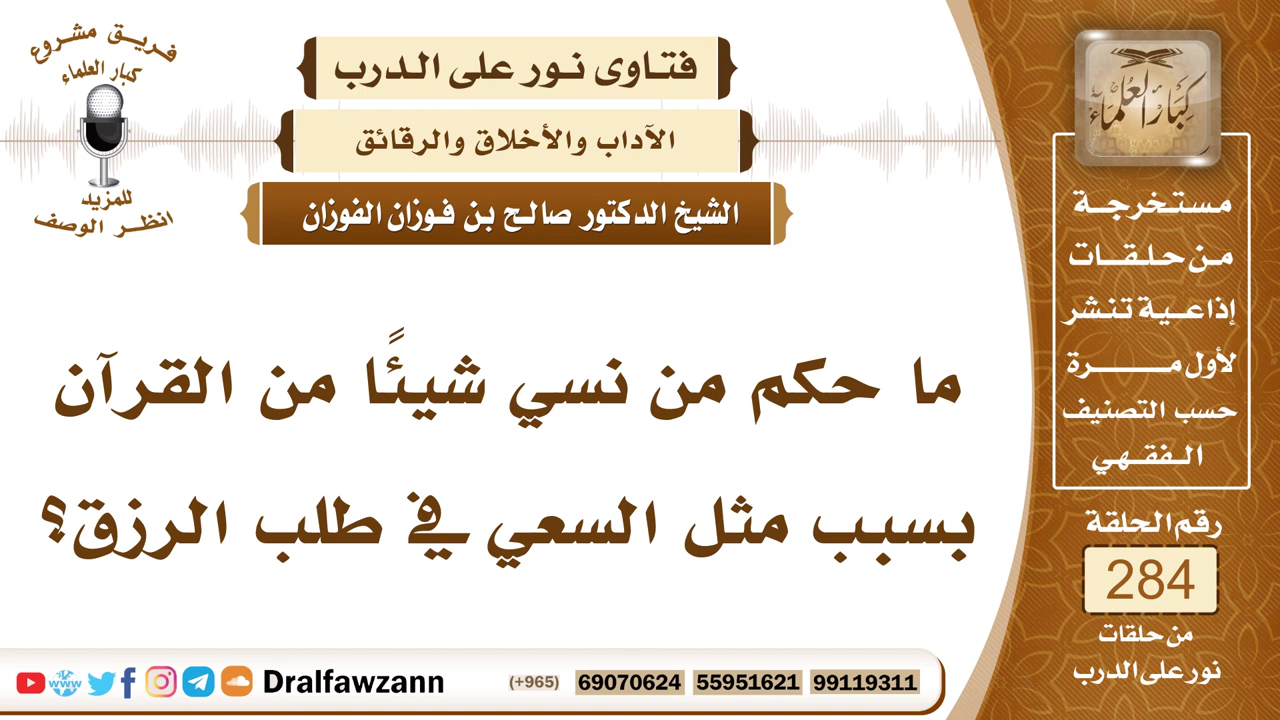 فريق مشروع
كبار العلماء
للمزيد
انظر الوصف
فتاوى نور على الدرب
الآداب والأخلاق والرقائق
الشيخ الدكتور صالح بن فوزان الفوزان
ما حكم من نسي شيئًا من القرآن
بسبب مثل السعي في طلب الرزق؟
كبار العلماء
مستخرجة
من حلقات
إذاعية تنشر
لأول مرة
حسب التصنيف
الفقهي
رقم الحلقة
284
من حلقات
نور على الدرب
www Dralfawzann (+965) 69070624 55951621 99119311